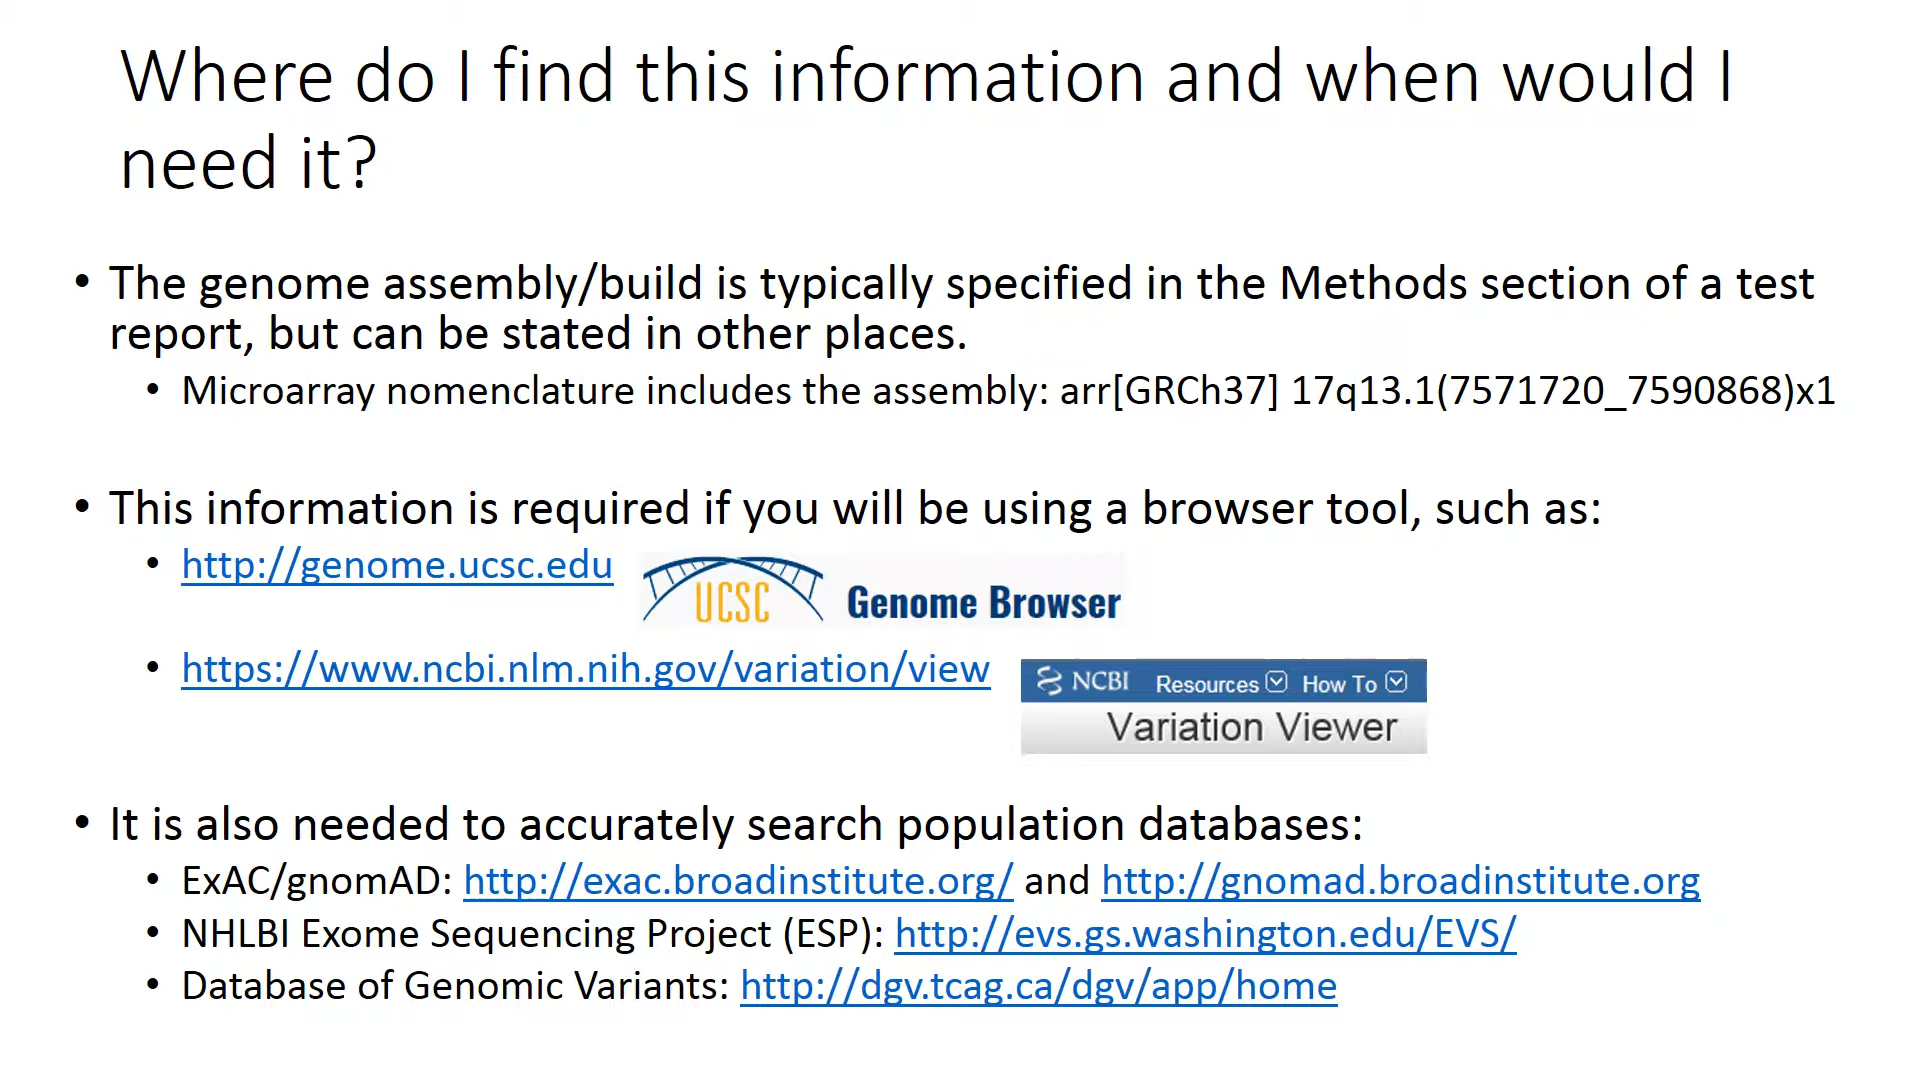 Where do I find this information and when would I
need it?
• The genome assembly/build is typically specified in the Methods section of a test
report, but can be stated in other places.
• Microarray nomenclature includes the assembly: arr[GRCh37] 17q13.1(7571720_7590868)x1
• This information is required if you will be using a browser tool, such as:
• http://genome.ucsc.edu
UCSC Genome Browser
• https://www.ncbi.nlm.nih.gov/variation/view
NCBI Resources How To
Variation Viewer
• It is also needed to accurately search population databases:
• ExAC/gnomAD: http://exac.broadinstitute.org/ and http://gnomad.broadinstitute.org
• NHLBI Exome Sequencing Project (ESP): http://evs.gs.washington.edu/EVS/
• Database of Genomic Variants: http://dgv.tcag.ca/dgv/app/home